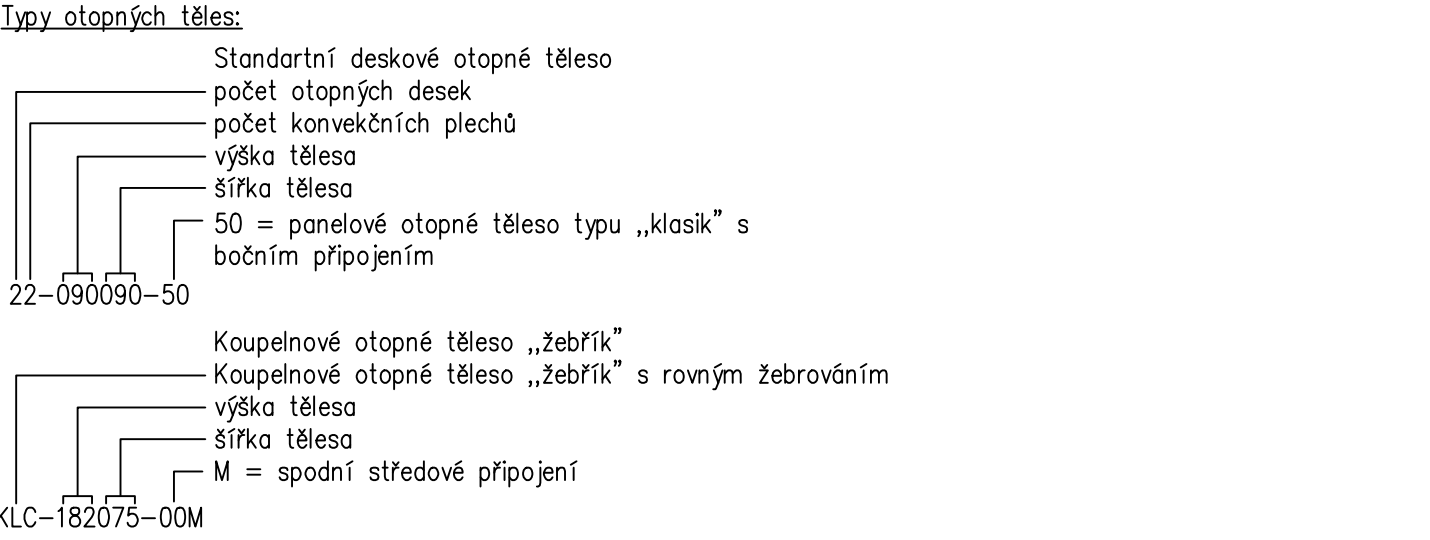 Typy otopných těles:
Standartní deskové otopné těleso
počet otopných desek
počet konvekčních plechů
výška tělesa
šířka tělesa
50 = panelové otopné těleso typu ,,klasik" s
bočním připojením
22-090090-50
Koupelnové otopné těleso ,,žebřík"
Koupelnové otopné těleso ,,žebřík" s rovným žebrováním
výška tělesa
šířka tělesa
M = spodní středové připojení
KLC-182075-00M